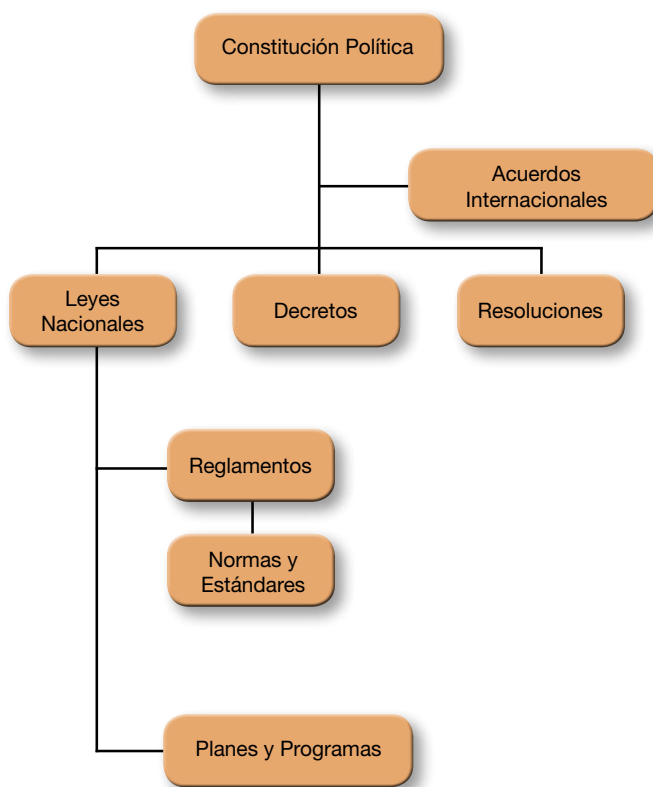 Constitución Política
Acuerdos
Internacionales
Leyes
Nacionales
Decretos
Resoluciones
Reglamentos
Normas y
Estándares
Planes y Programas